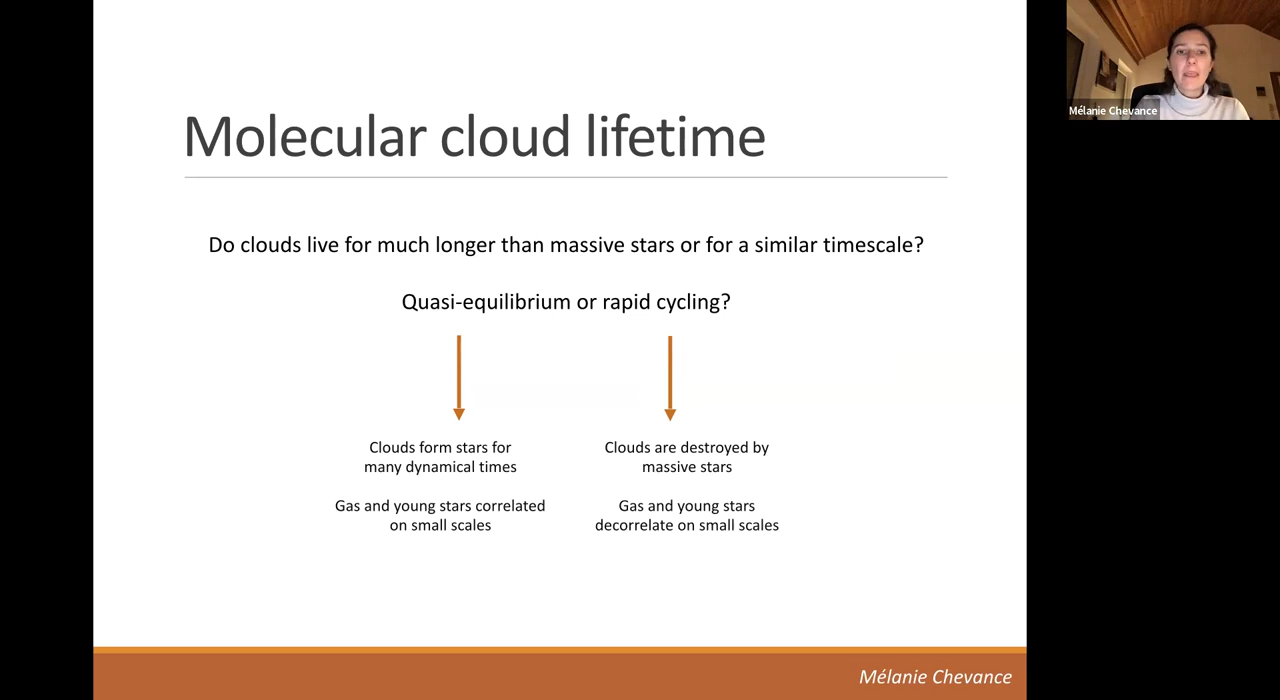 Molecular cloud lifetime
Do clouds live for much longer than massive stars or for a similar timescale?
Quasi-equilibrium or rapid cycling?
Clouds form stars for
many dynamical times
Gas and young stars correlated
on small scales
Clouds are destroyed by
massive stars
Gas and young stars
decorrelate on small scales
Mélanie Chevance
Mélanie Chevance